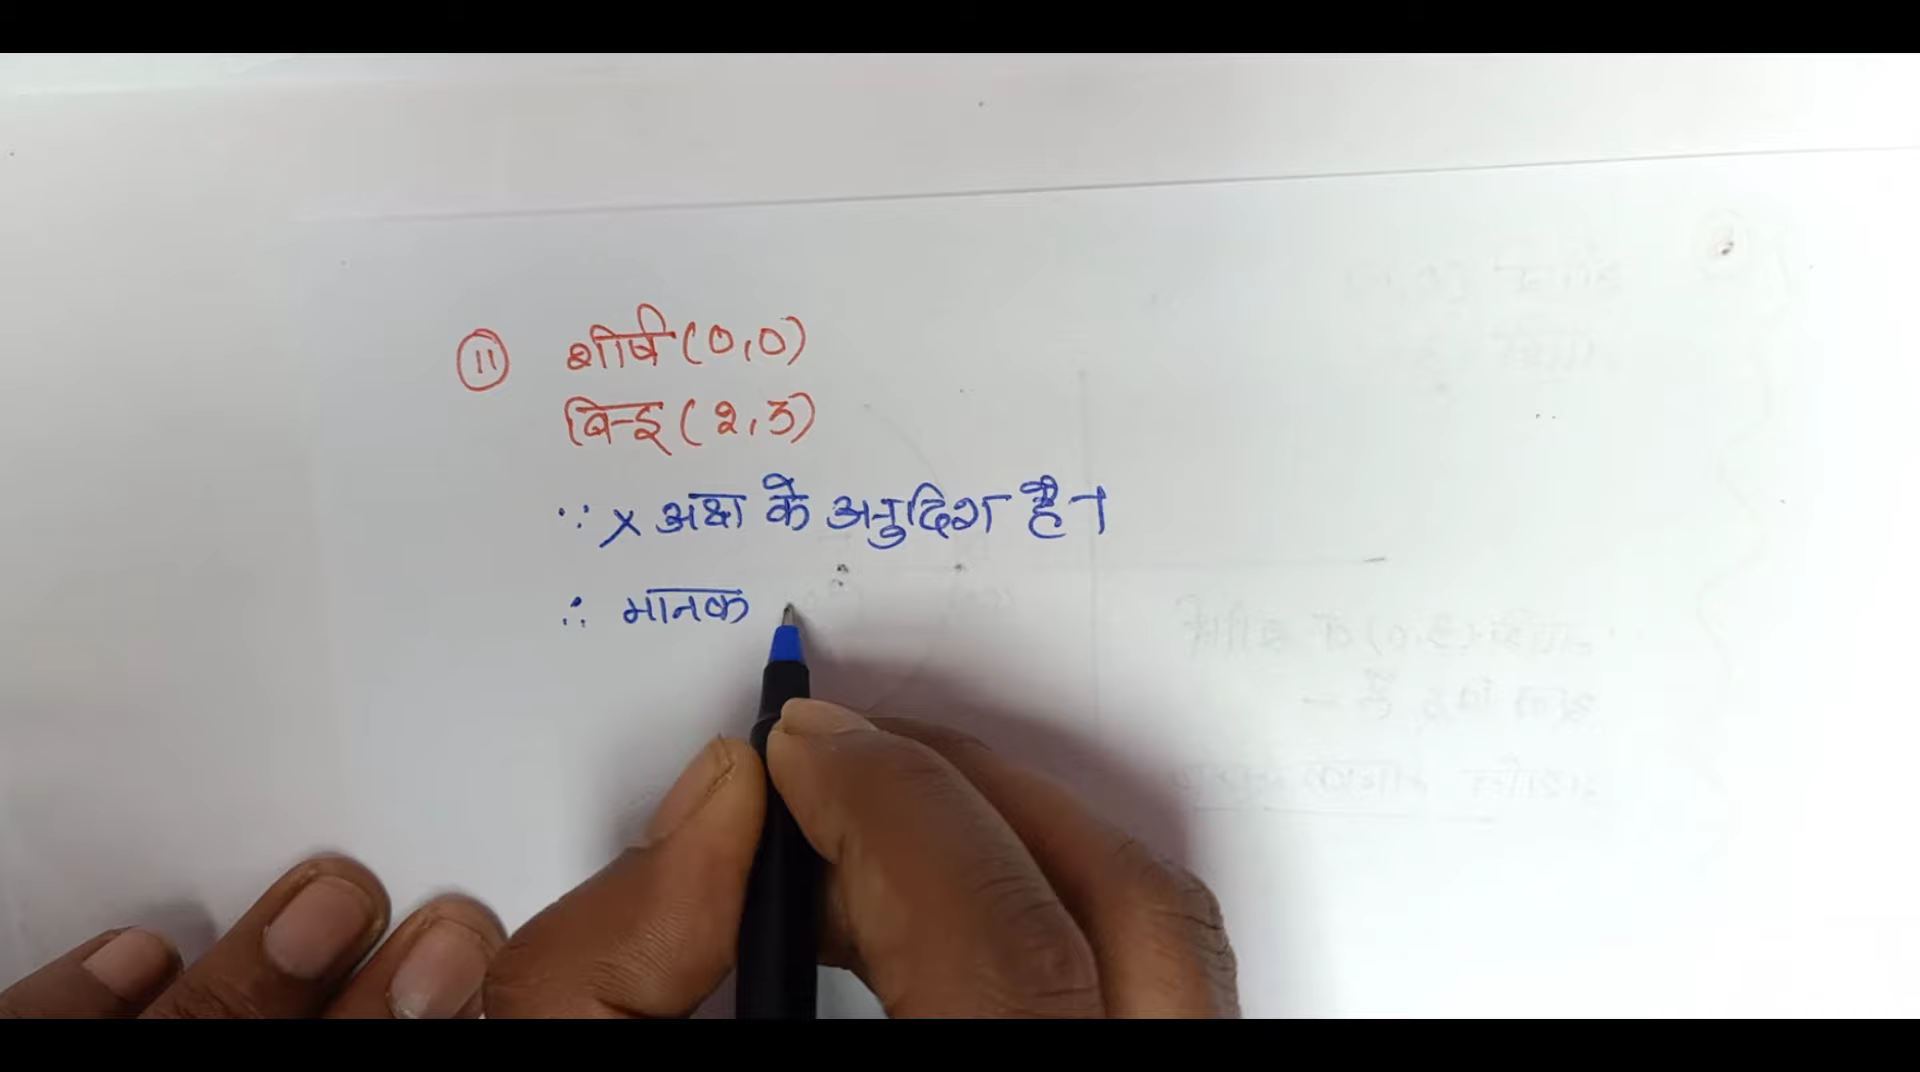 ⑪ शीर्ष (0,0)
बिन्दु (2,3)
∵ x अक्ष के अनुदिश है।
∴ मानक